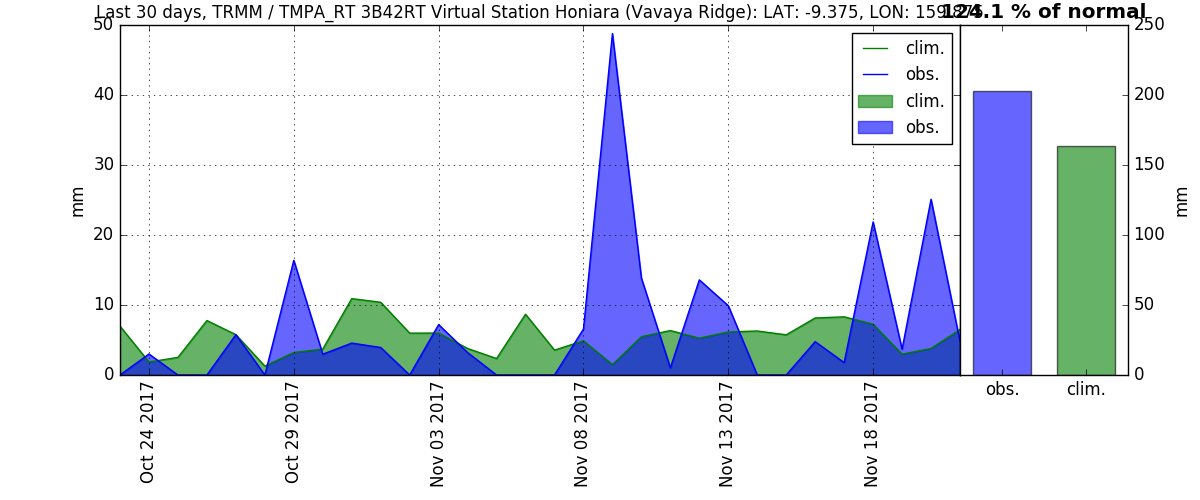 Last 30 days, TRMM / TMPA_RT 3B42RT Virtual Station Honiara (Vavaya Ridge): LAT: -9.375, LON:
124.1 % of normal
50
40
30
20
10
0
mm
clim.
obs.
clim.
obs.
250
200
150
100
50
0
mm
Oct 24 2017
Oct 29 2017
Nov 03 2017
Nov 08 2017
Nov 13 2017
Nov 18 2017
obs.
clim.